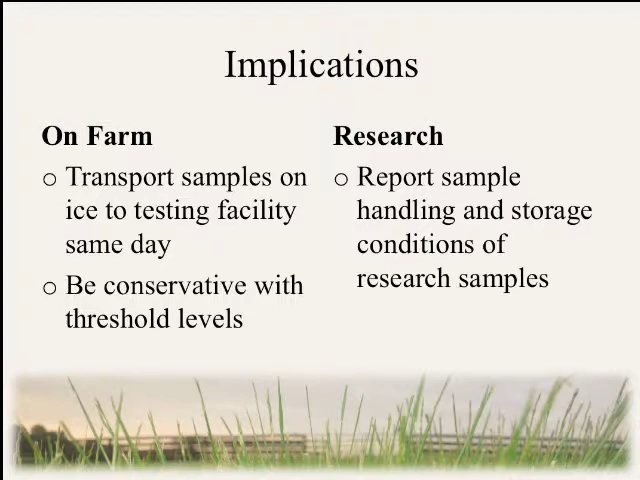 Implications
On Farm
o Transport samples on
ice to testing facility
same day
o Be conservative with
threshold levels
Research
o Report sample
handling and storage
conditions of
research samples